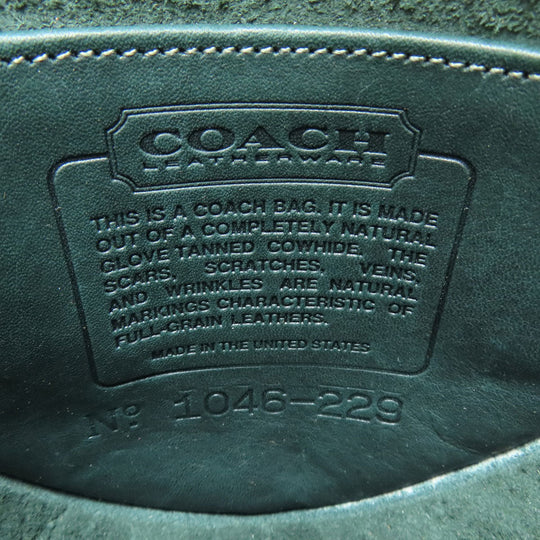 COACH
LEATHERWARE
THIS IS A COACH BAG. IT IS MADE
OUT OF A COMPLETELY NATURAL
GLOVE TANNED COWHIDE. THE
SCARS, SCRATCHES, VEINS,
AND WRINKLES ARE NATURAL
MARKINGS CHARACTERISTIC OF
FULL-GRAIN LEATHERS.
MADE IN THE UNITED STATES
No 1046-229